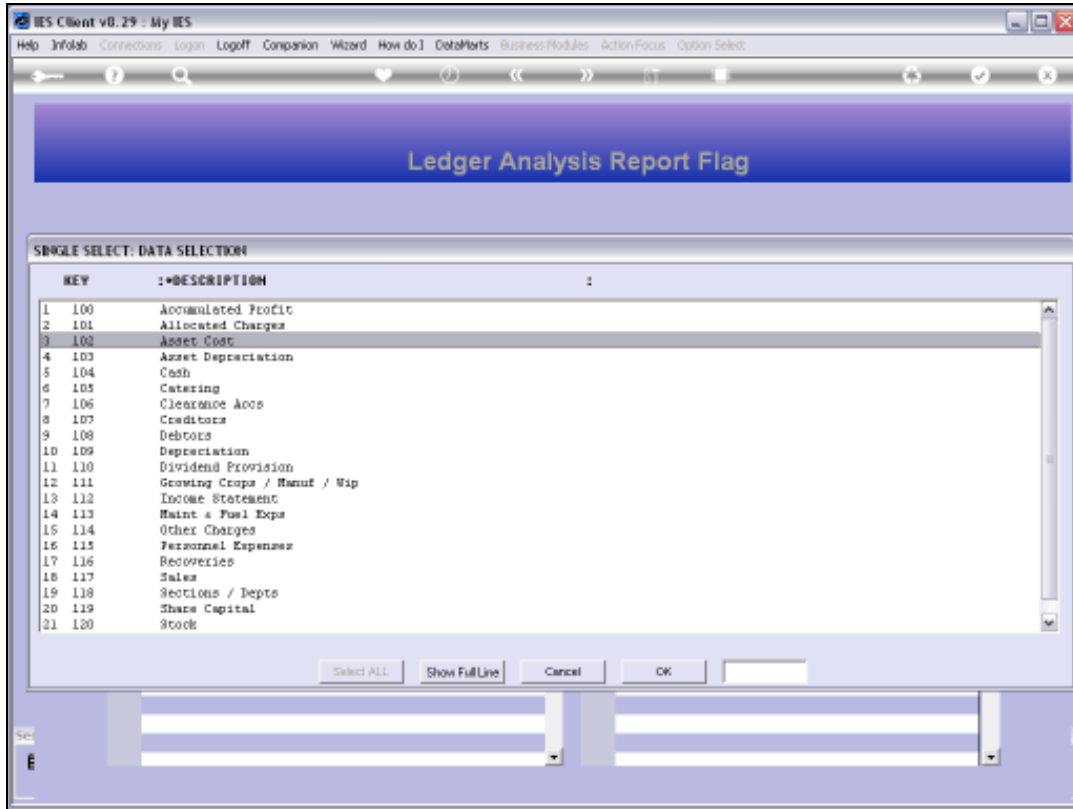 IES Client v8.29 : My IES
Help Infolab Connections Logon Logoff Companion Wizard How do I DataMarts Business Modules Action Focus Option Select
Ledger Analysis Report Flag
SINGLE SELECT: DATA SELECTION
KEY :*DESCRIPTION :
1 100 Accumulated Profit
2 101 Allocated Charges
3 102 Asset Cost
4 103 Asset Depreciation
5 104 Cash
6 105 Catering
7 106 Clearance Accs
8 107 Creditors
9 108 Debtors
10 109 Depreciation
11 110 Dividend Provision
12 111 Growing Crops / Manuf / Wip
13 112 Income Statement
14 113 Maint & Fuel Exps
15 114 Other Charges
16 115 Personnel Expenses
17 116 Recoveries
18 117 Sales
19 118 Sections / Depts
20 119 Share Capital
21 120 Stock
Select ALL Show Full Line Cancel OK